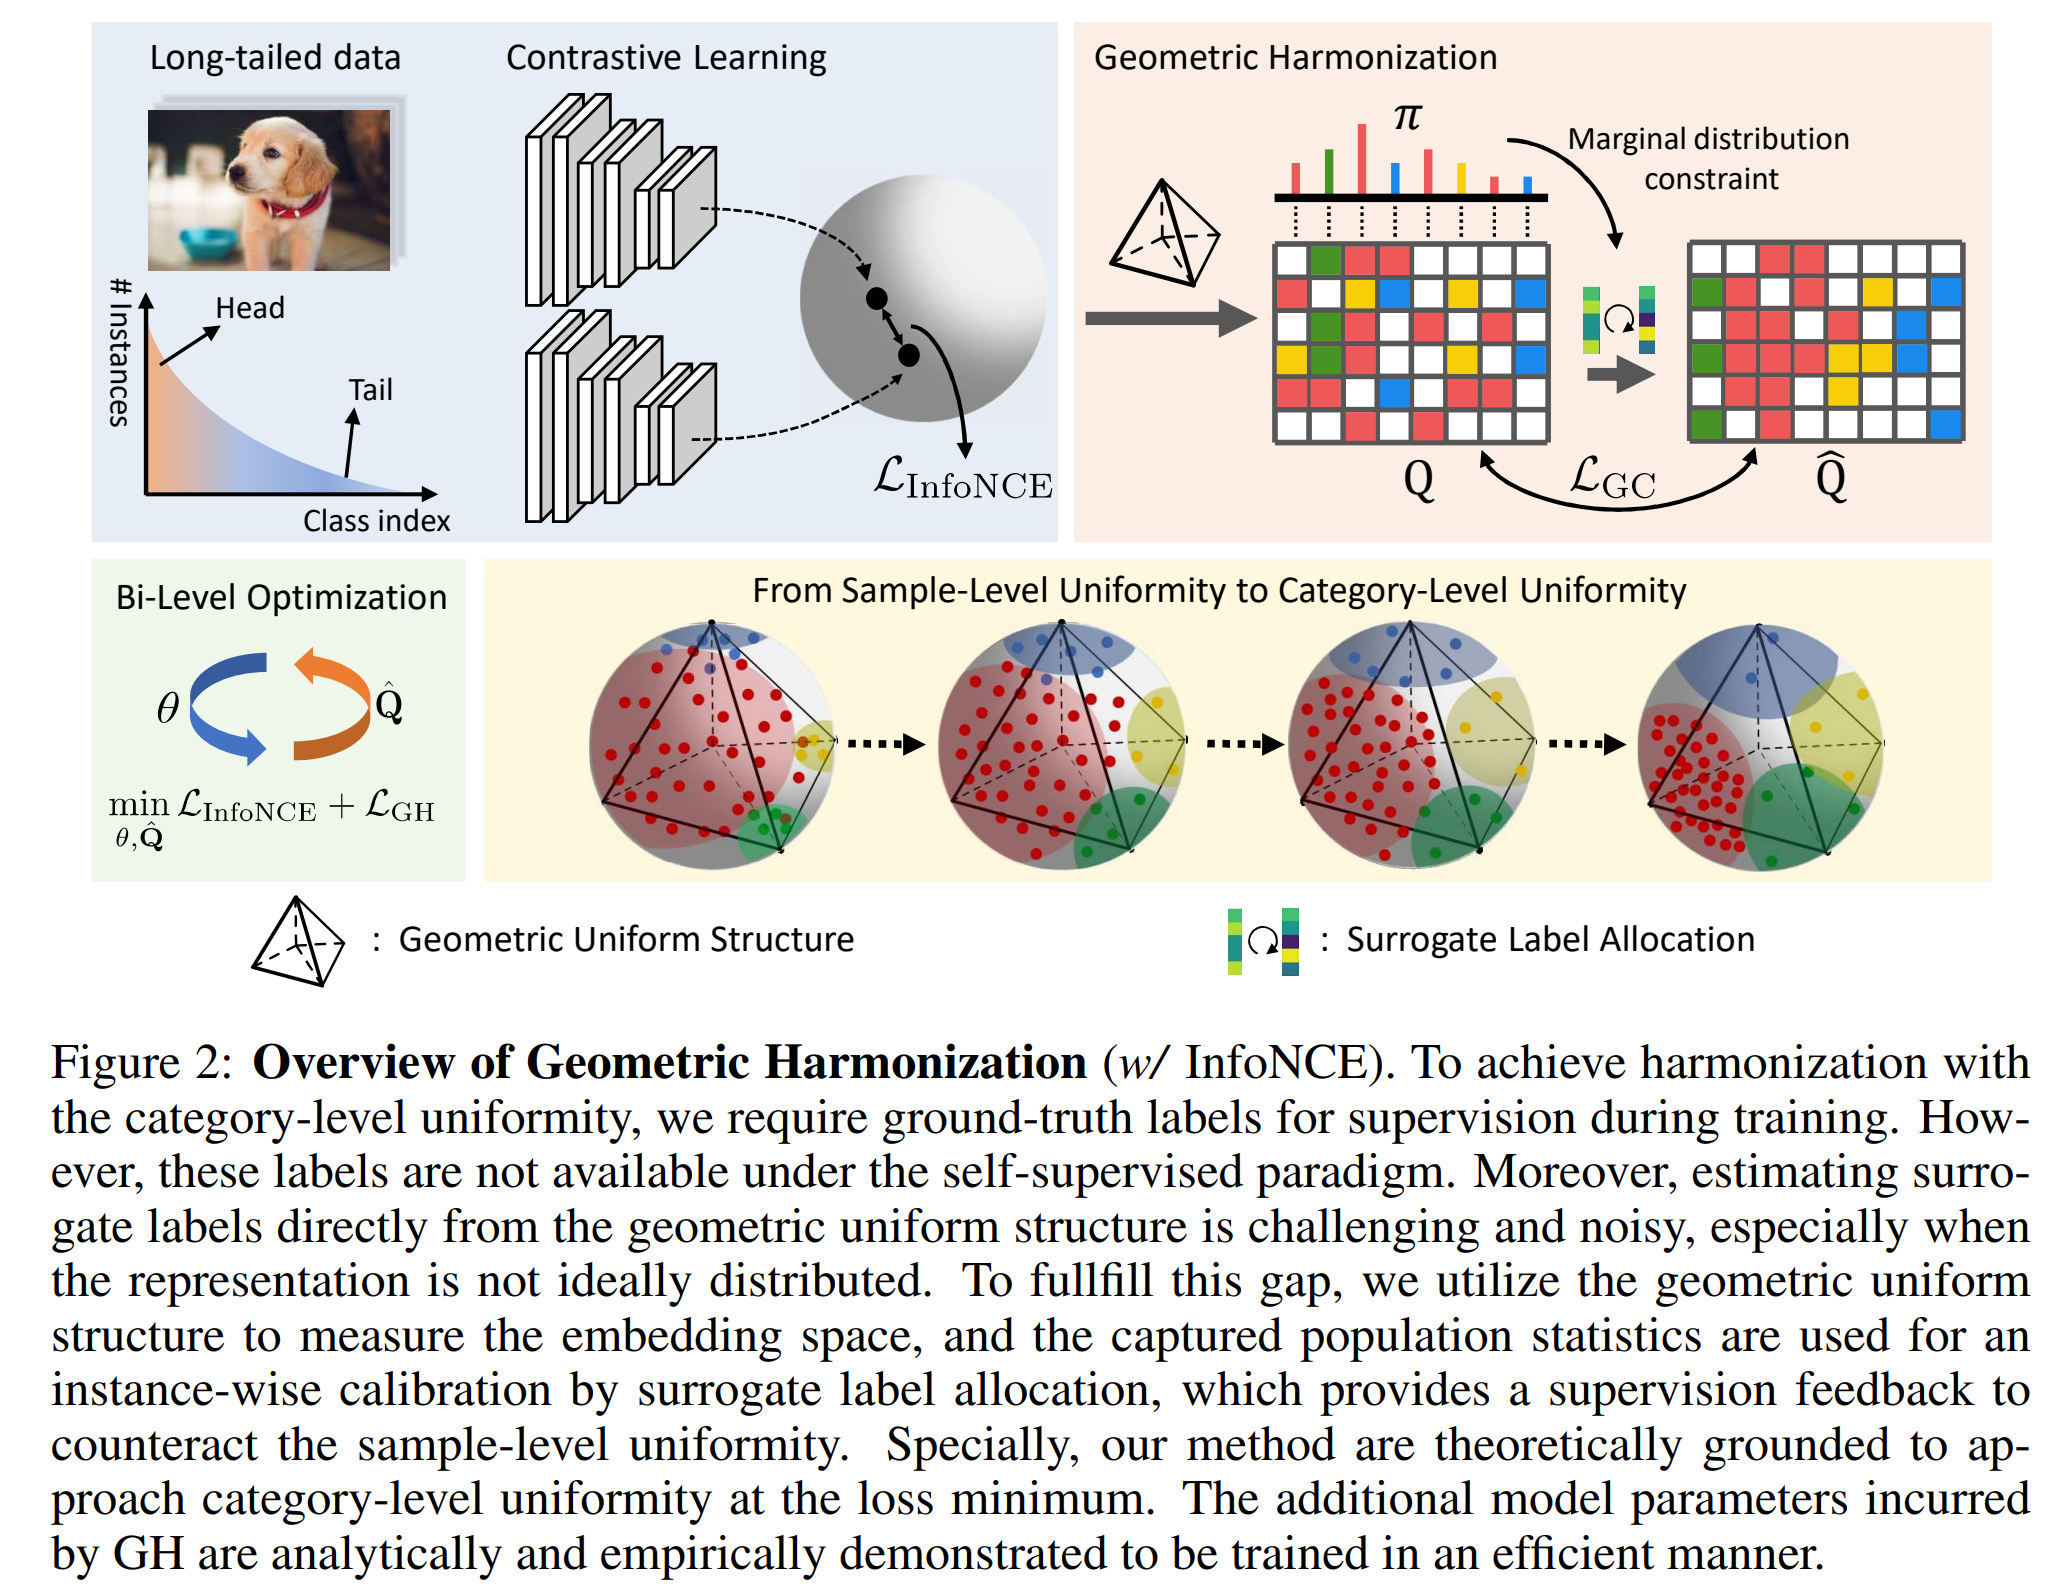 Long-tailed data
Contrastive Learning
# Instances
Head
Tail
Class index
ℒ_InfoNCE
Geometric Harmonization
π
Marginal distribution
constraint
Q
ℒ_GC
Q̂
Bi-Level Optimization
θ
Q̂
min ℒ_InfoNCE + ℒ_GH
θ,Q̂
From Sample-Level Uniformity to Category-Level Uniformity
: Geometric Uniform Structure
: Surrogate Label Allocation
Figure 2: Overview of Geometric Harmonization (w/ InfoNCE). To achieve harmonization with
the category-level uniformity, we require ground-truth labels for supervision during training. How-
ever, these labels are not available under the self-supervised paradigm. Moreover, estimating surro-
gate labels directly from the geometric uniform structure is challenging and noisy, especially when
the representation is not ideally distributed. To fullfill this gap, we utilize the geometric uniform
structure to measure the embedding space, and the captured population statistics are used for an
instance-wise calibration by surrogate label allocation, which provides a supervision feedback to
counteract the sample-level uniformity. Specially, our method are theoretically grounded to ap-
proach category-level uniformity at the loss minimum. The additional model parameters incurred
by GH are analytically and empirically demonstrated to be trained in an efficient manner.